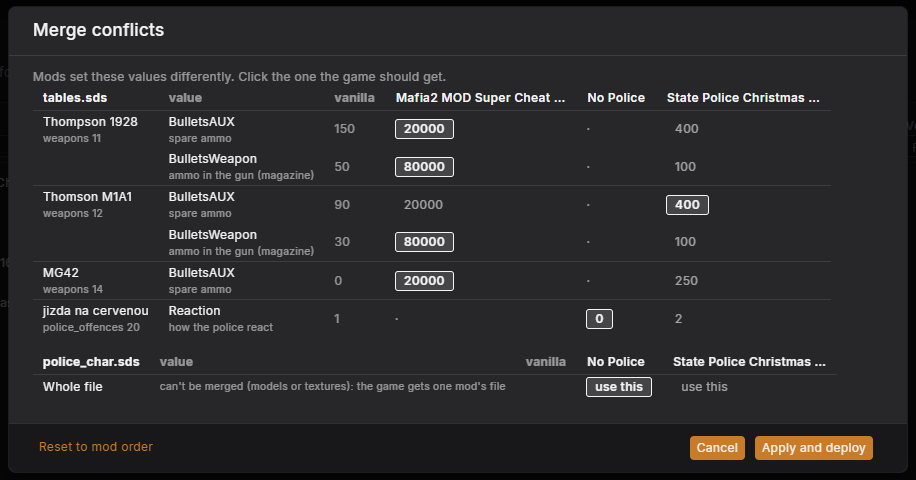 Merge conflicts
Mods set these values differently. Click the one the game should get.
tables.sds value vanilla Mafia2 MOD Super Cheat ... No Police State Police Christmas ...
Thompson 1928 BulletsAUX 150 20000 · 400
weapons 11 spare ammo
BulletsWeapon 50 80000 · 100
ammo in the gun (magazine)
Thomson M1A1 BulletsAUX 90 20000 · 400
weapons 12 spare ammo
BulletsWeapon 30 80000 · 100
ammo in the gun (magazine)
MG42 BulletsAUX 0 20000 · 250
weapons 14 spare ammo
jizda na cervenou Reaction 1 · 0 2
police_offences 20 how the police react
police_char.sds value vanilla No Police State Police Christmas ...
Whole file can't be merged (models or textures): the game gets one mod's file use this use this
Reset to mod order Cancel Apply and deploy